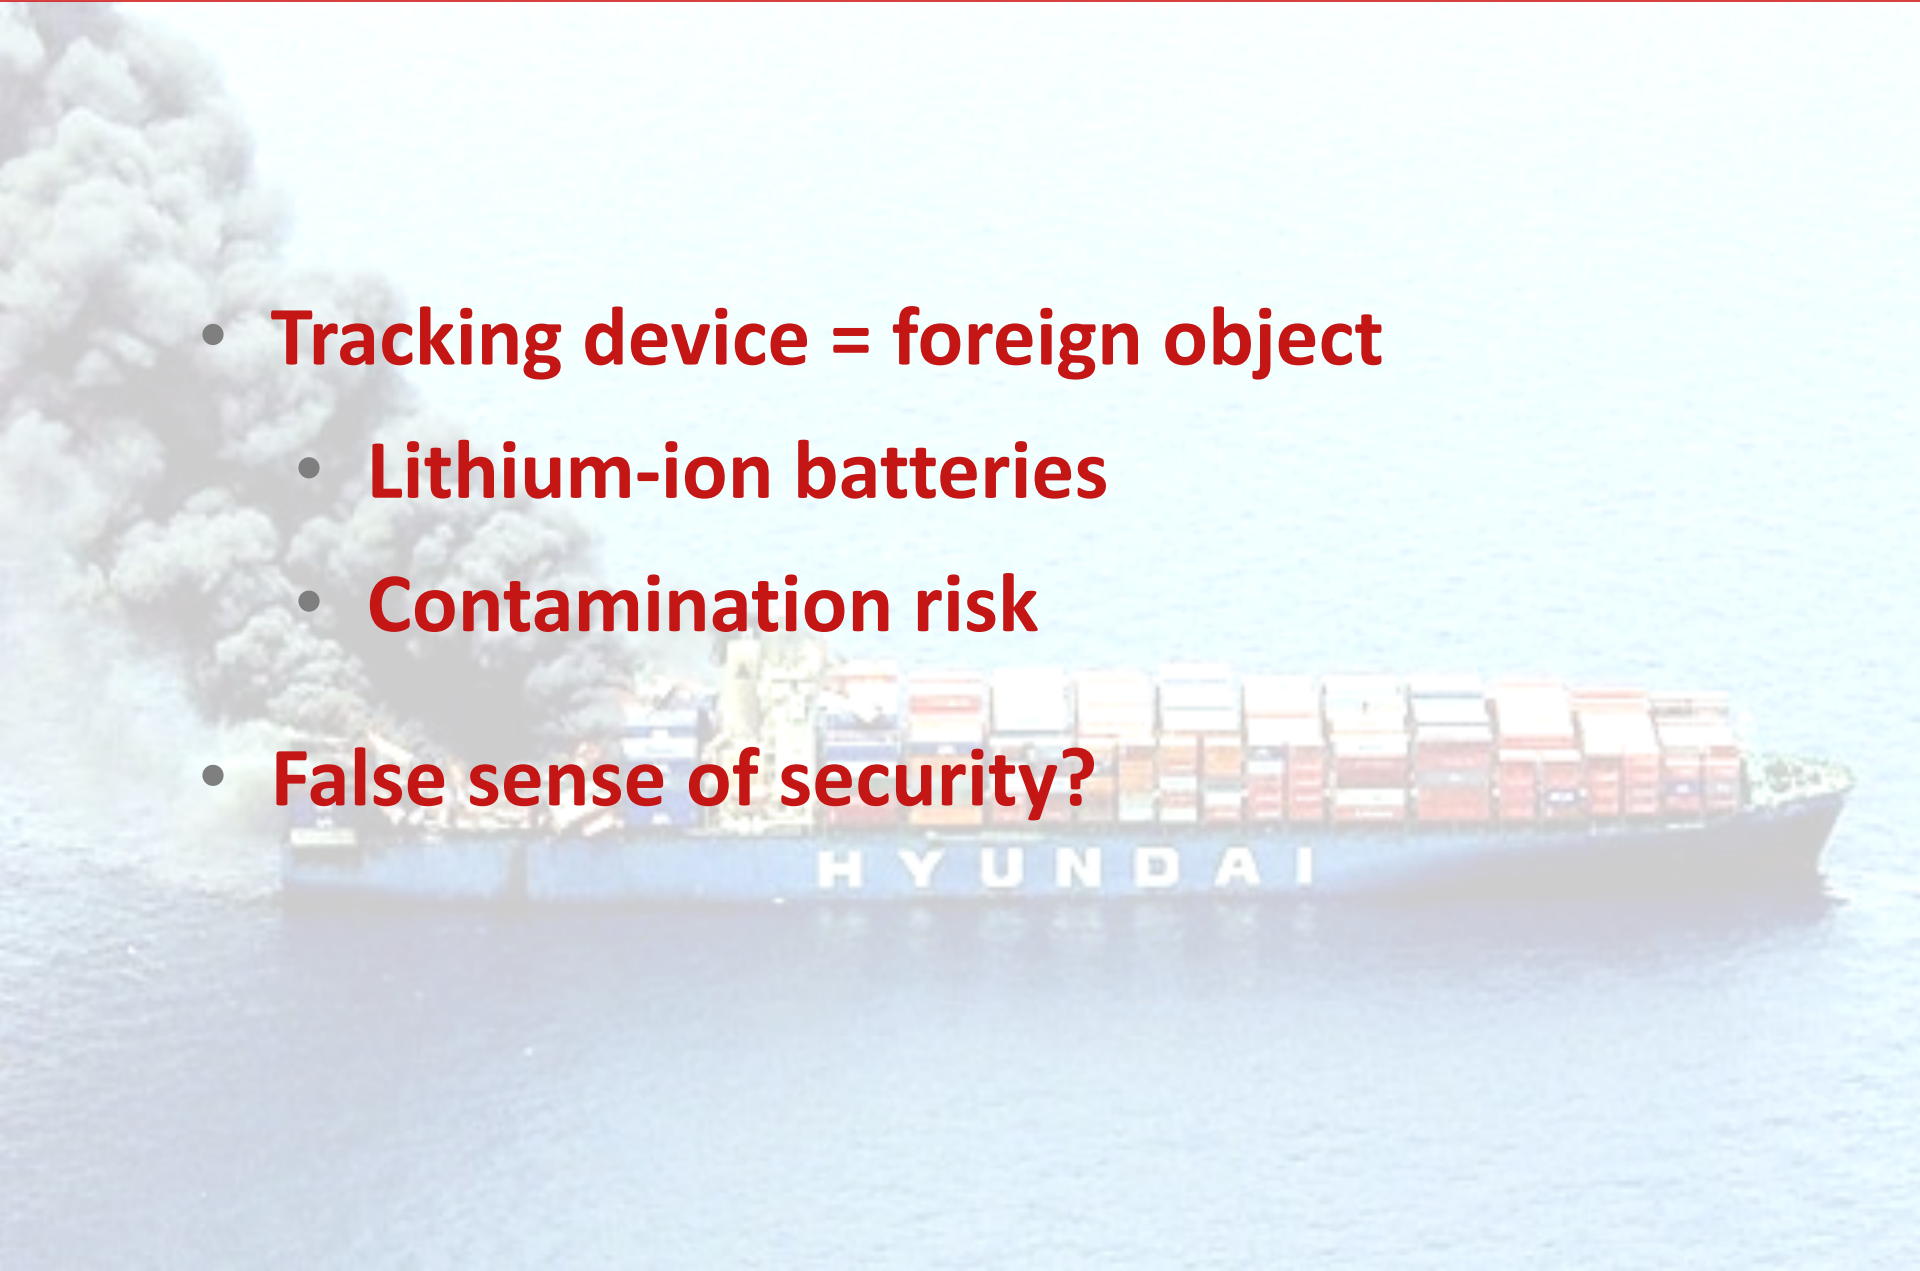 • Tracking device = foreign object
• Lithium-ion batteries
• Contamination risk
• False sense of security?
HYUNDAI